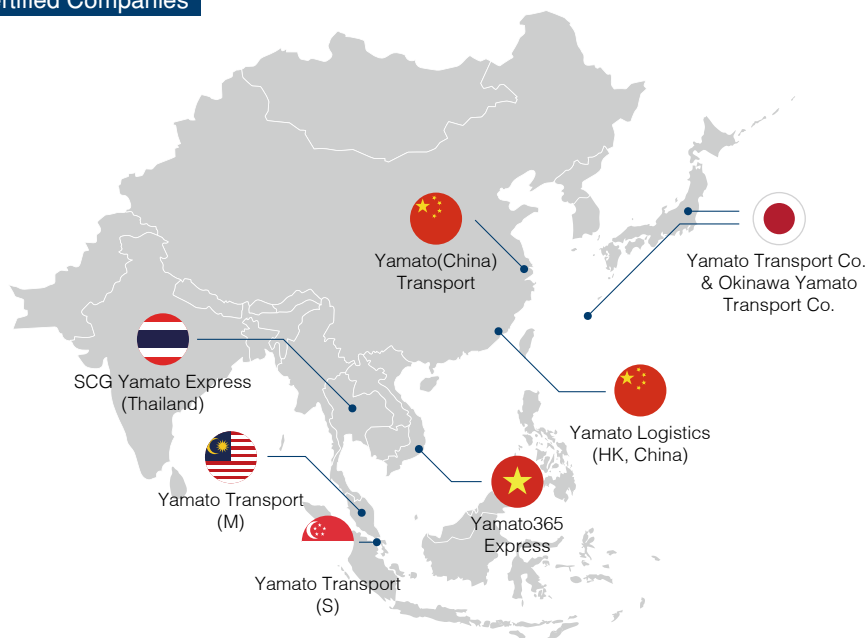 Companies
Yamato(China)
Transport
Yamato Transport Co.
& Okinawa Yamato
Transport Co.
SCG Yamato Express
(Thailand)
Yamato Logistics
(HK, China)
Yamato Transport
(M)
Yamato365
Express
Yamato Transport
(S)